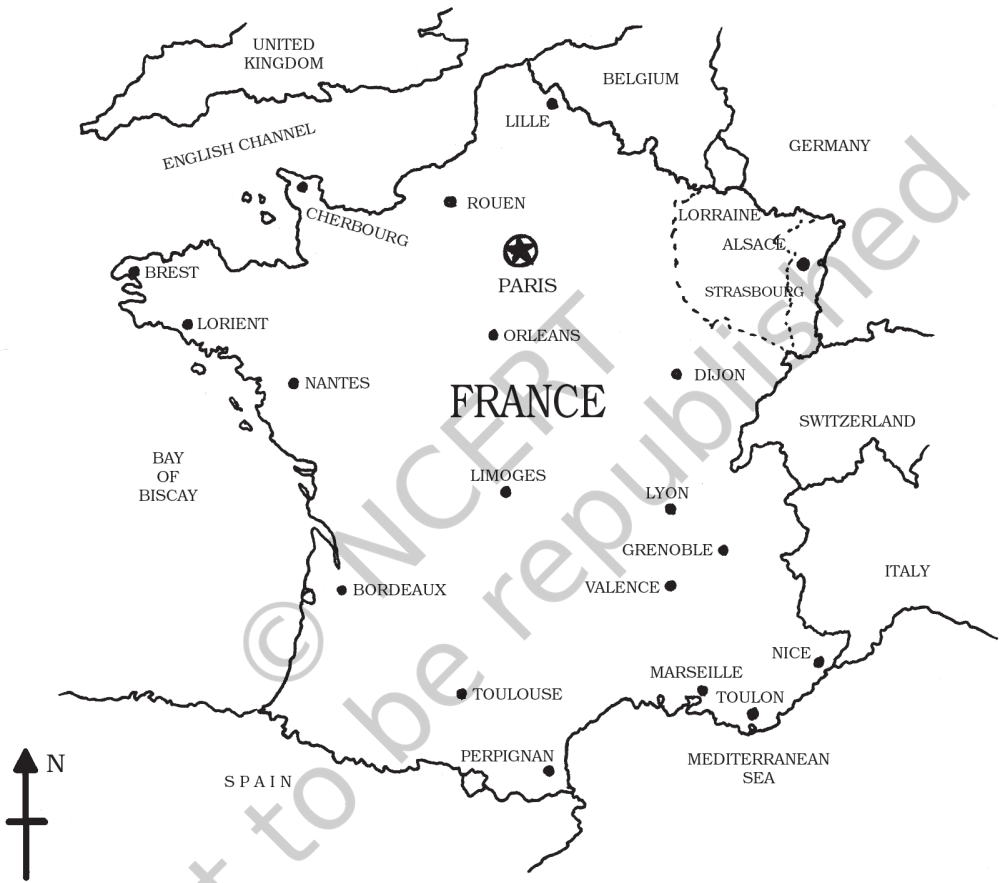 UNITED
KINGDOM
BELGIUM
LILLE
ENGLISH CHANNEL
GERMANY
ROUEN
CHERBOURG
LORRAINE
ALSACE
BREST
PARIS
STRASBOURG
LORIENT
ORLEANS
NANTES
DIJON
FRANCE
SWITZERLAND
BAY
OF
BISCAY
LIMOGES
LYON
GRENOBLE
ITALY
BORDEAUX
VALENCE
NICE
MARSEILLE
TOULOUSE
TOULON
PERPIGNAN
MEDITERRANEAN
SEA
N
SPAIN
© NCERT
not to be republished